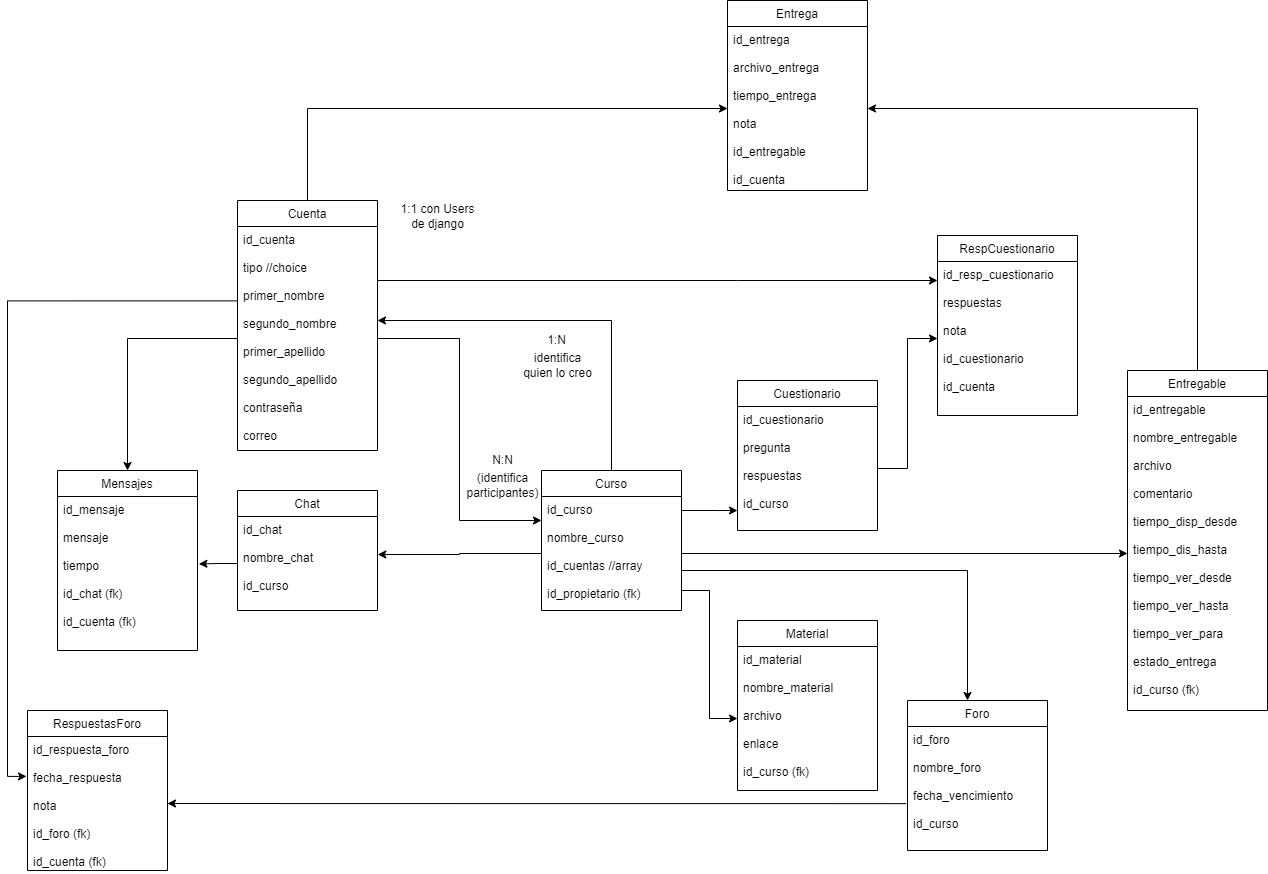 Entrega
id_entrega
archivo_entrega
tiempo_entrega
nota
id_entregable
id_cuenta
Cuenta
id_cuenta
tipo //choice
primer_nombre
segundo_nombre
primer_apellido
segundo_apellido
contraseña
correo
1:1 con Users
de django
RespCuestionario
id_resp_cuestionario
respuestas
nota
id_cuestionario
id_cuenta
1:N
identifica
quien lo creo
Cuestionario
id_cuestionario
pregunta
respuestas
id_curso
Entregable
id_entregable
nombre_entregable
archivo
comentario
tiempo_disp_desde
tiempo_dis_hasta
tiempo_ver_desde
tiempo_ver_hasta
tiempo_ver_para
estado_entrega
id_curso (fk)
N:N
(identifica
participantes)
Mensajes
id_mensaje
mensaje
tiempo
id_chat (fk)
id_cuenta (fk)
Chat
id_chat
nombre_chat
id_curso
Curso
id_curso
nombre_curso
id_cuentas //array
id_propietario (fk)
Material
id_material
nombre_material
archivo
enlace
id_curso (fk)
Foro
id_foro
nombre_foro
fecha_vencimiento
id_curso
RespuestasForo
id_respuesta_foro
fecha_respuesta
nota
id_foro (fk)
id_cuenta (fk)